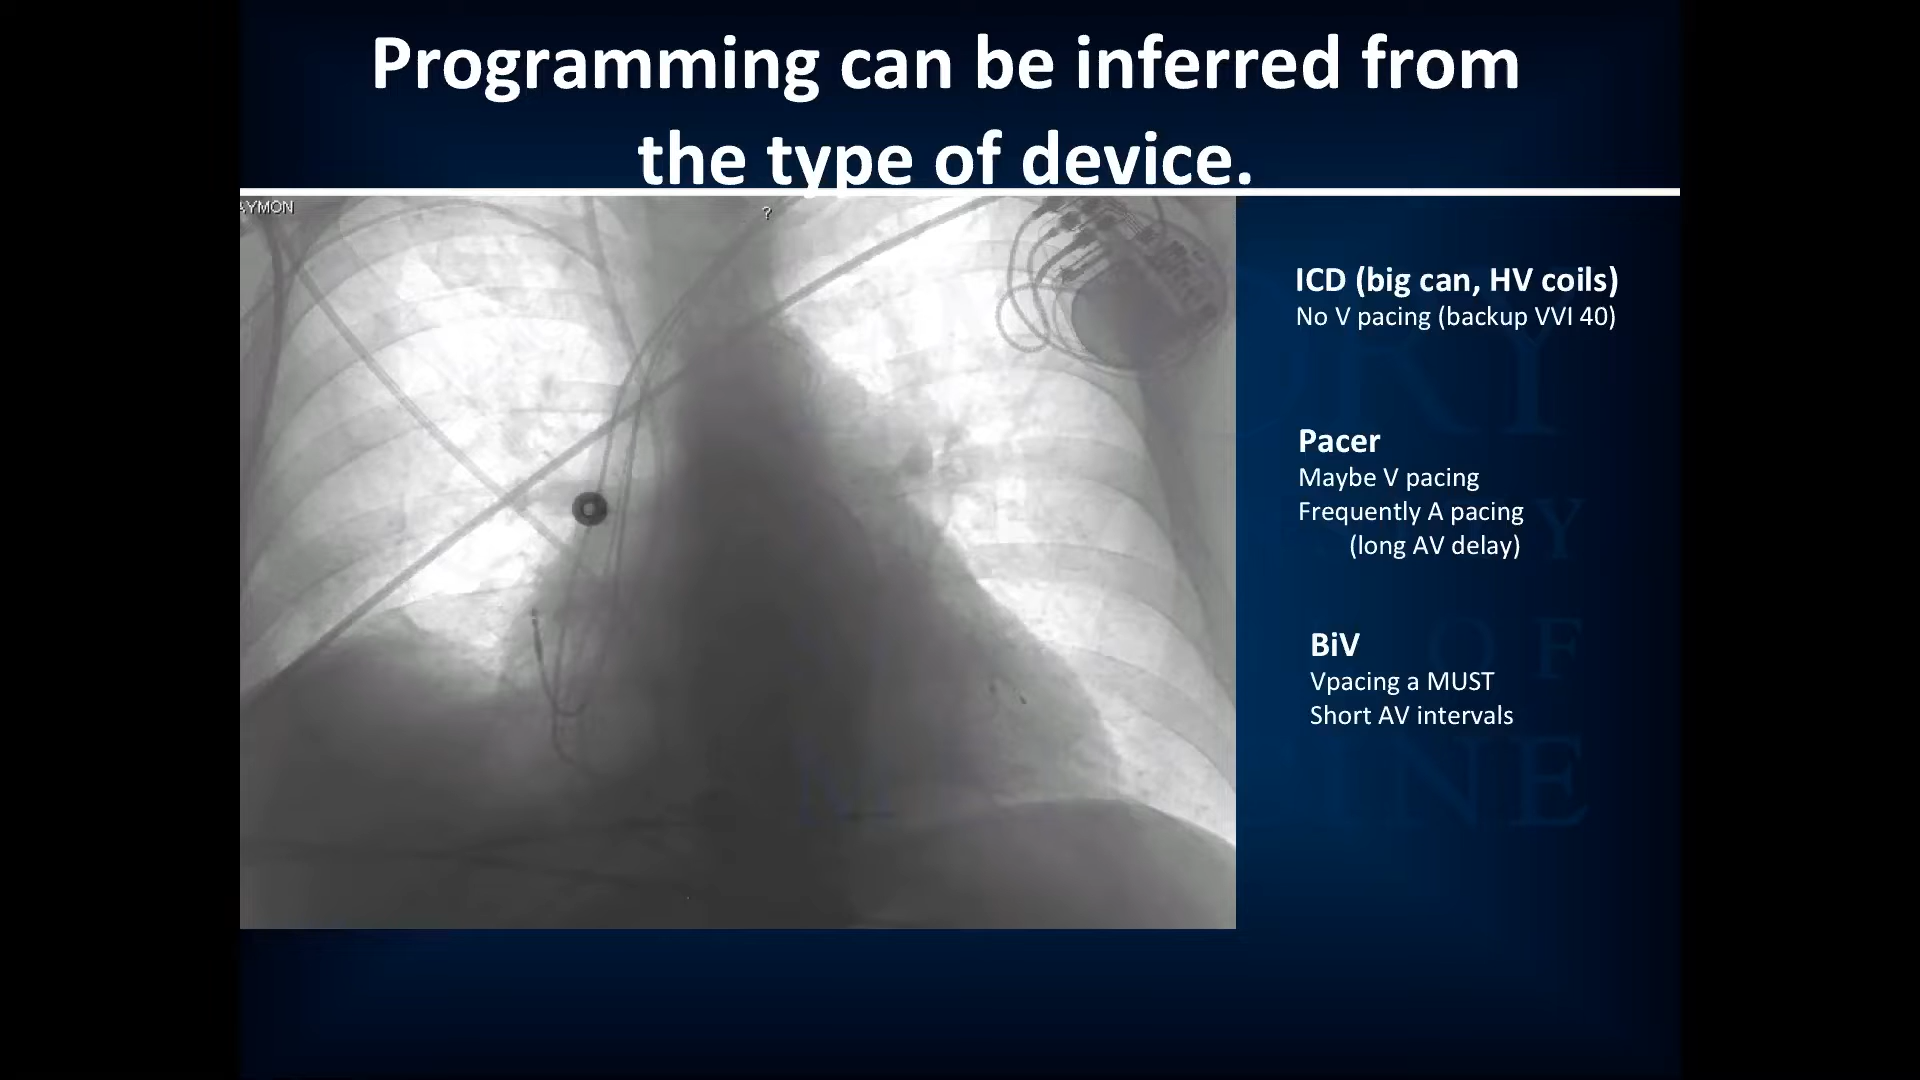 Programming can be inferred from
the type of device.
AYMON
?
ICD (big can, HV coils)
No V pacing (backup VVI 40)
Pacer
Maybe V pacing
Frequently A pacing
(long AV delay)
BiV
Vpacing a MUST
Short AV intervals